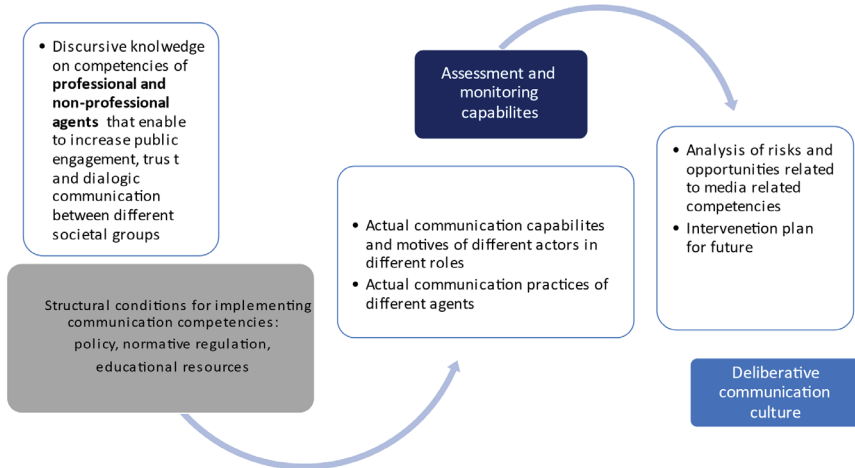 • Discursive knolwedge
on competencies of
professional and
non-professional
agents that enable
to increase public
engagement, trus t
and dialogic
communication
between different
societal groups
Structural conditions for implementing
communication competencies:
policy, normative regulation,
educational resources
Assessment and
monitoring
capabilites
• Actual communication capabilites
and motives of different actors in
different roles
• Actual communication practices of
different agents
• Analysis of risks and
opportunities related
to media related
competencies
• Intervenetion plan
for future
Deliberative
communication
culture